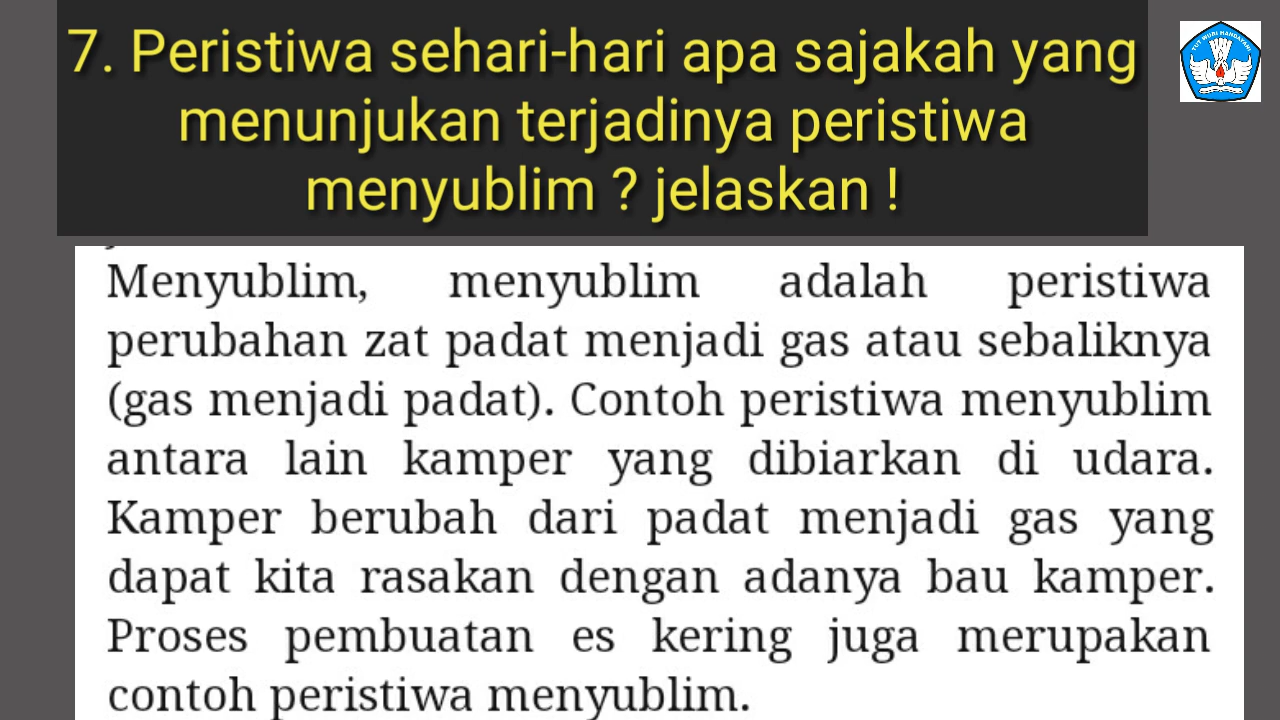 7. Peristiwa sehari-hari apa sajakah yang
menunjukan terjadinya peristiwa
menyublim ? jelaskan !
TUT WURI HANDAYANI
Menyublim, menyublim adalah peristiwa
perubahan zat padat menjadi gas atau sebaliknya
(gas menjadi padat). Contoh peristiwa menyublim
antara lain kamper yang dibiarkan di udara.
Kamper berubah dari padat menjadi gas yang
dapat kita rasakan dengan adanya bau kamper.
Proses pembuatan es kering juga merupakan
contoh peristiwa menyublim.